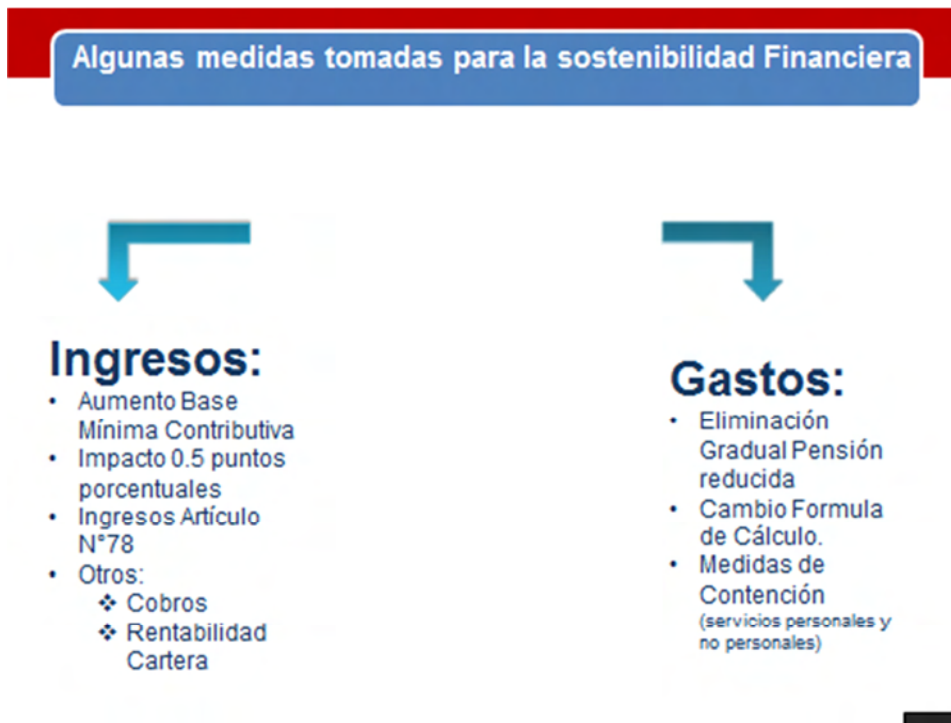 Algunas medidas tomadas para la sostenibilidad Financiera
Ingresos:
• Aumento Base
Mínima Contributiva
• Impacto 0.5 puntos
porcentuales
• Ingresos Artículo
N°78
• Otros:
❖ Cobros
❖ Rentabilidad
Cartera
Gastos:
• Eliminación
Gradual Pensión
reducida
• Cambio Formula
de Cálculo.
• Medidas de
Contención
(servicios personales y
no personales)